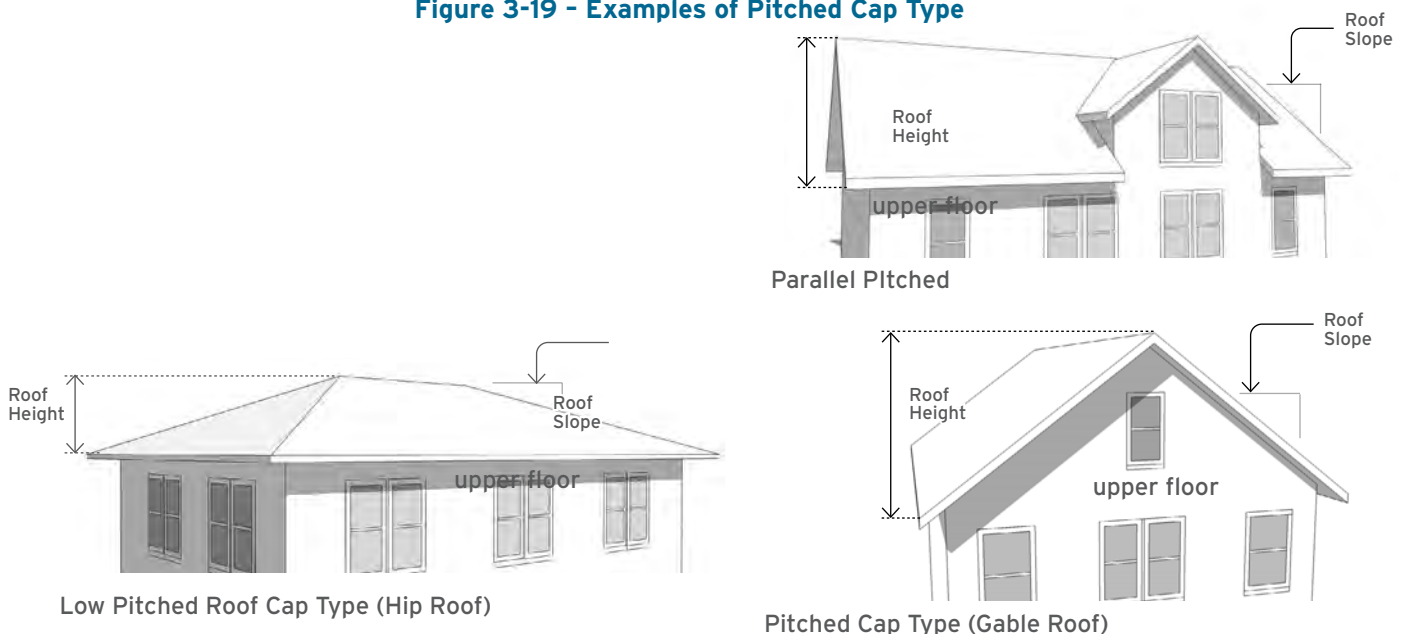 Figure 3-19 – Examples of Pitched Cap Type
Roof
Slope
Roof
Height
upper floor
Parallel PItched
Roof
Height
Roof
Slope
upper floor
Low Pitched Roof Cap Type (Hip Roof)
Roof
Slope
Roof
Height
upper floor
Pitched Cap Type (Gable Roof)